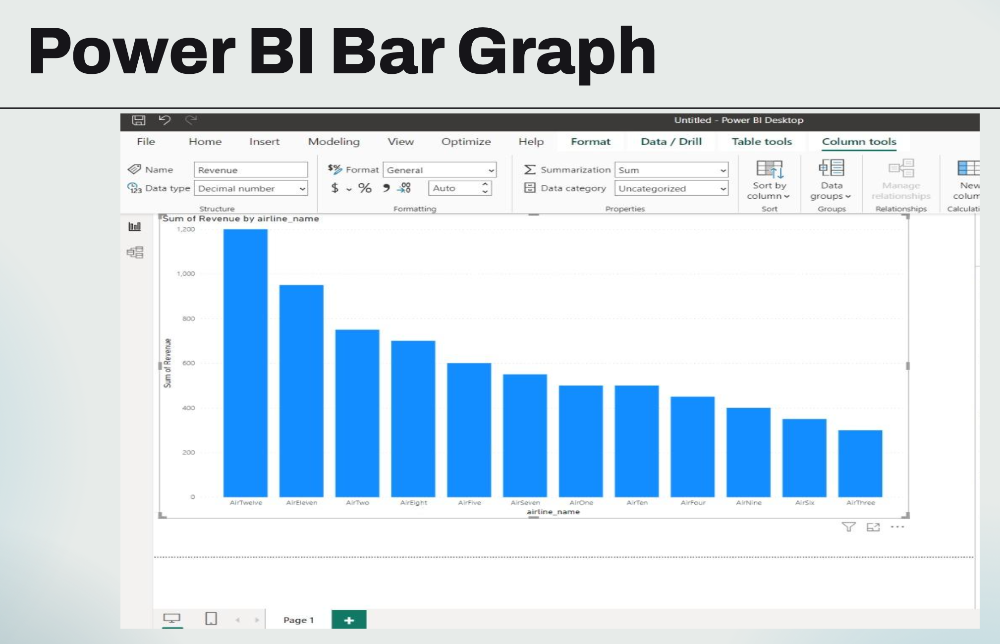 Power BI Bar Graph
Untitled - Power BI Desktop
File Home Insert Modeling View Optimize Help Format Data / Drill Table tools Column tools
Name Revenue $% Format General Summarization Sum
123 Data type Decimal number $ % 9 .00 Auto Data category Uncategorized
Sort by column
Data groups
Manage relationships
New colum
Structure Formatting Properties Sort Groups Relationships Calculati
Sum of Revenue by airline_name
1,200
1,000
800
600
400
200
0
Sum of Revenue
AirTwelve AirEleven AirTwo AirEight AirFive AirSeven AirOne AirTen AirFour AirNine AirSix AirThree
airline_name
Page 1 +